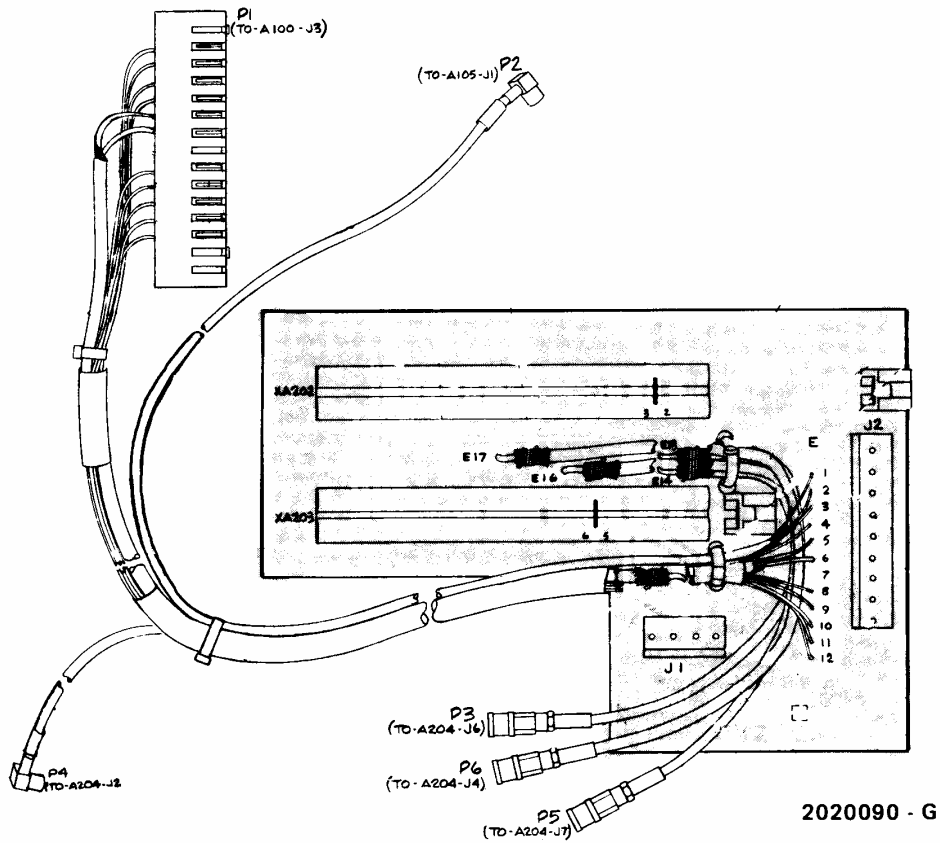 P1
(TO-A100-J3)
P2
(TO-A105-J1)
XA202
3 2
J2
E
E17
E16
E14
1
2
3
4
5
6
7
8
9
10
11
12
XA203
6 5
J1
P3
(TO-A204-J6)
P6
(TO-A204-J4)
P4
(TO-A204-J2
P5
(TO-A204-J7)
2020090 - G